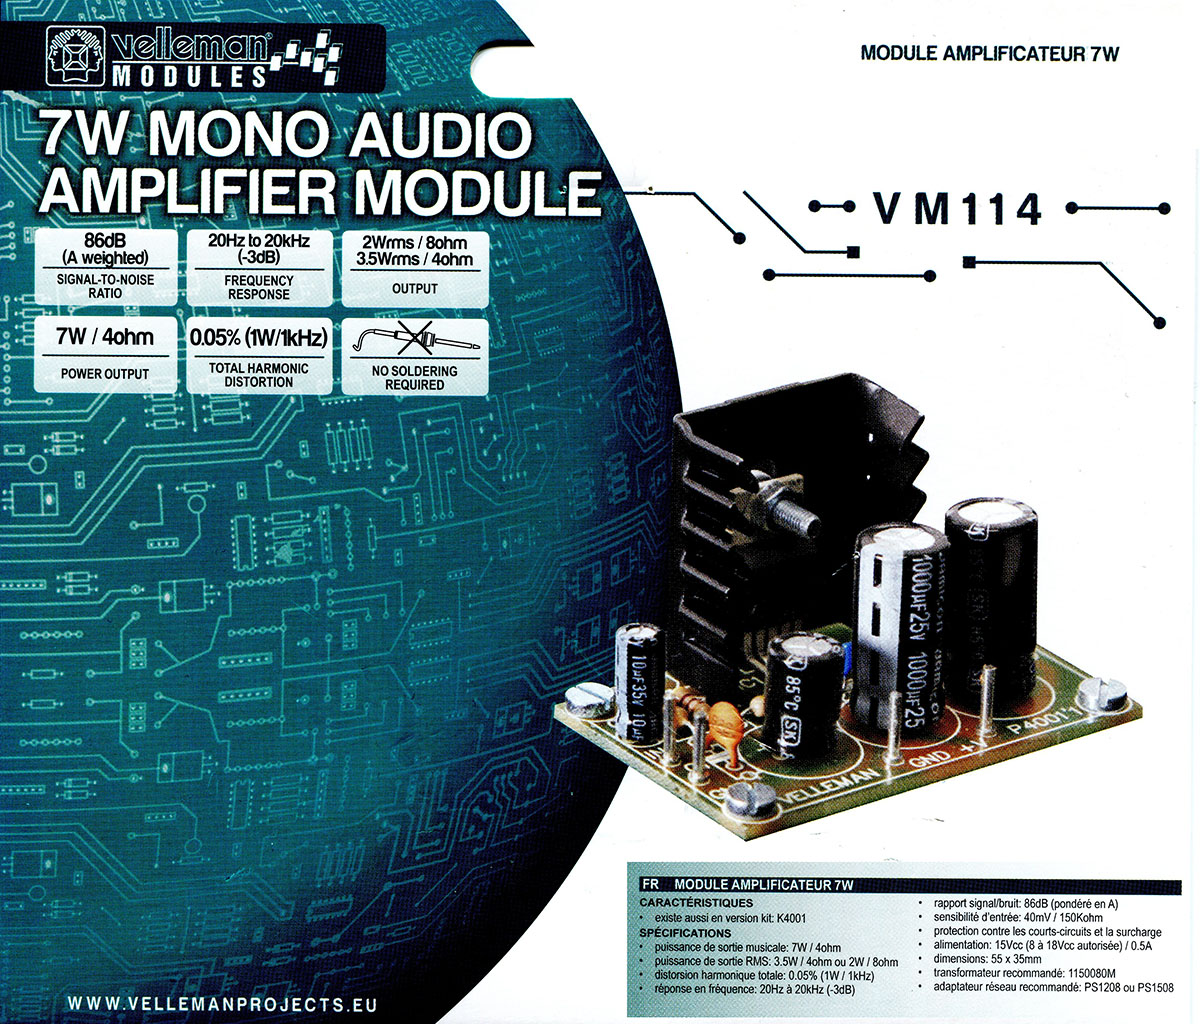 velleman®
MODULES
MODULE AMPLIFICATEUR 7W
7W MONO AUDIO
AMPLIFIER MODULE
VM114
86dB
(A weighted)
SIGNAL-TO-NOISE
RATIO
20Hz to 20kHz
(-3dB)
FREQUENCY
RESPONSE
2Wrms / 8ohm
3.5Wrms / 4ohm
OUTPUT
7W / 4ohm
POWER OUTPUT
0.05% (1W/1kHz)
TOTAL HARMONIC
DISTORTION
NO SOLDERING
REQUIRED
1000µF25V 1000µF25
10µF35V 10µF
85°C SK
VELLEMAN GND +V P4001'1
FR MODULE AMPLIFICATEUR 7W
CARACTÉRISTIQUES
• existe aussi en version kit: K4001
SPÉCIFICATIONS
• puissance de sortie musicale: 7W / 4ohm
• puissance de sortie RMS: 3.5W / 4ohm ou 2W / 8ohm
• distorsion harmonique totale: 0.05% (1W / 1kHz)
• réponse en fréquence: 20Hz à 20kHz (-3dB)
• rapport signal/bruit: 86dB (pondéré en A)
• sensibilité d'entrée: 40mV / 150Kohm
• protection contre les courts-circuits et la surcharge
• alimentation: 15Vcc (8 à 18Vcc autorisée) / 0.5A
• dimensions: 55 x 35mm
• transformateur recommandé: 1150080M
• adaptateur réseau recommandé: PS1208 ou PS1508
WWW.VELLEMANPROJECTS.EU